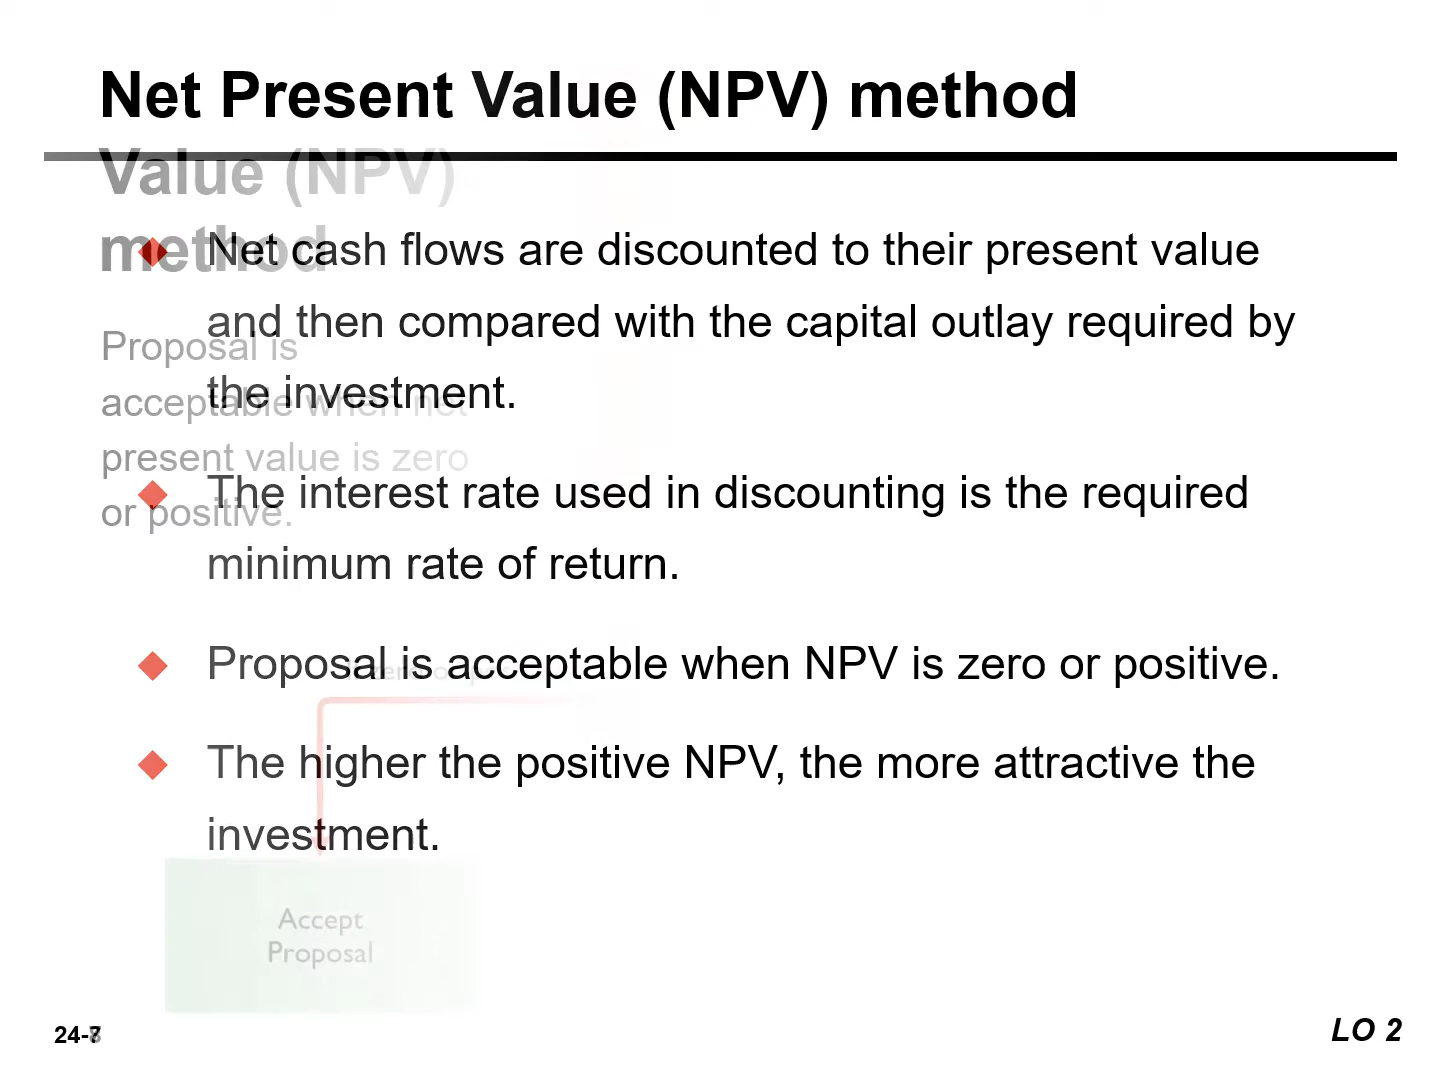 Net Present Value (NPV) method
Value (NPV)
method
Net cash flows are discounted to their present value
and then compared with the capital outlay required by
the investment.
Proposal is
acceptable when net
present value is zero
or positive.
The interest rate used in discounting is the required
minimum rate of return.
Proposal is acceptable when NPV is zero or positive.
The higher the positive NPV, the more attractive the
investment.
Accept
Proposal
24-7
LO 2